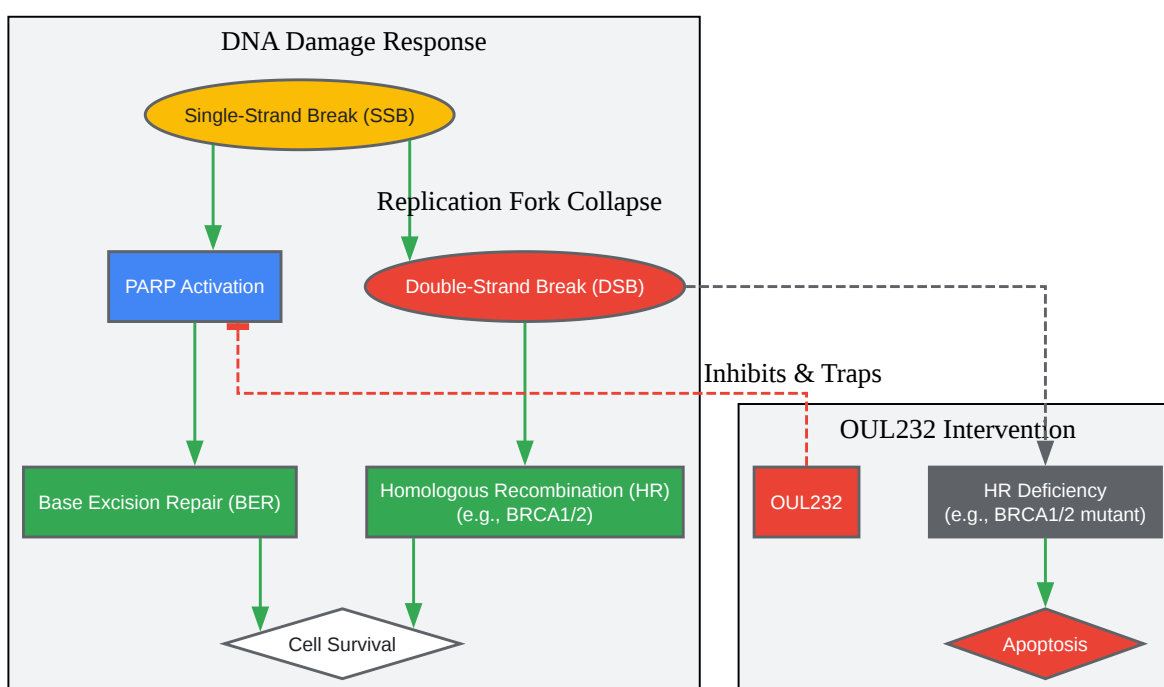 DNA Damage Response
Single-Strand Break (SSB)
Replication Fork Collapse
PARP Activation
Double-Strand Break (DSB)
Inhibits & Traps
OUL232 Intervention
Base Excision Repair (BER)
Homologous Recombination (HR)
(e.g., BRCA1/2)
OUL232
HR Deficiency
(e.g., BRCA1/2 mutant)
Cell Survival
Apoptosis